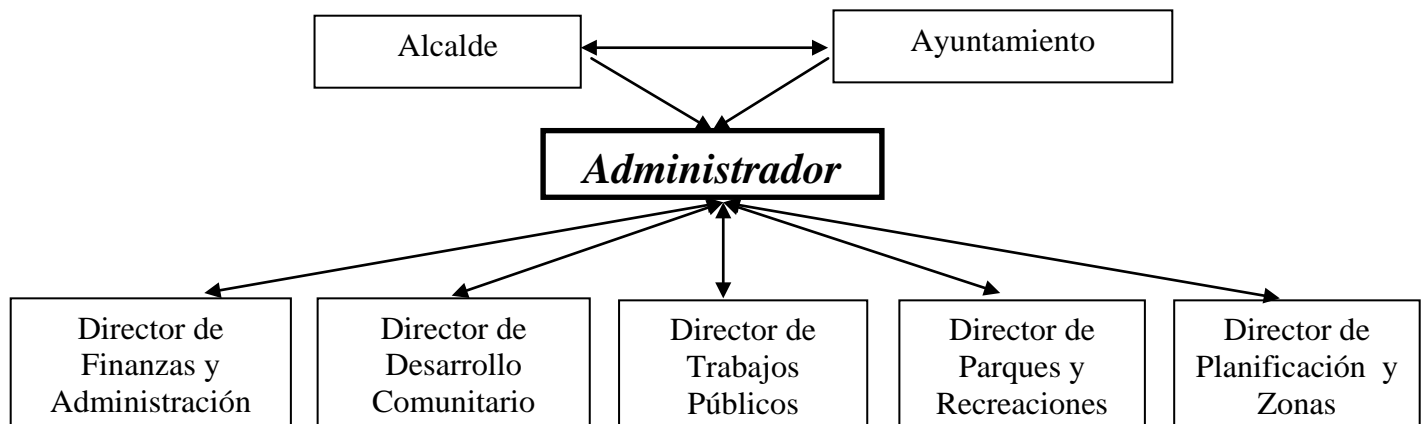 Alcalde
Ayuntamiento
Administrador
Director de
Finanzas y
Administración
Director de
Desarrollo
Comunitario
Director de
Trabajos
Públicos
Director de
Parques y
Recreaciones
Director de
Planificación y
Zonas